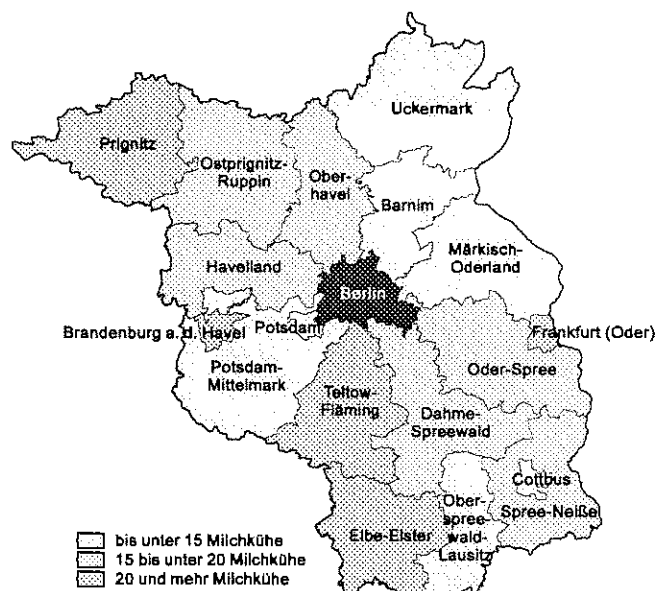 Uckermark
Prignitz
Ostprignitz-
Ruppin
Ober-
havel
Barnim
Märkisch-
Oderland
Havelland
Berlin
Brandenburg a. d. Havel
Potsdam
Frankfurt (Oder)
Potsdam-
Mittelmark
Oder-Spree
Teltow-
Fläming
Dahme-
Spreewald
Cottbus
Spree-Neiße
Elbe-Elster
Ober-
spree-
wald-
Lausitz
bis unter 15 Milchkühe
15 bis unter 20 Milchkühe
20 und mehr Milchkühe